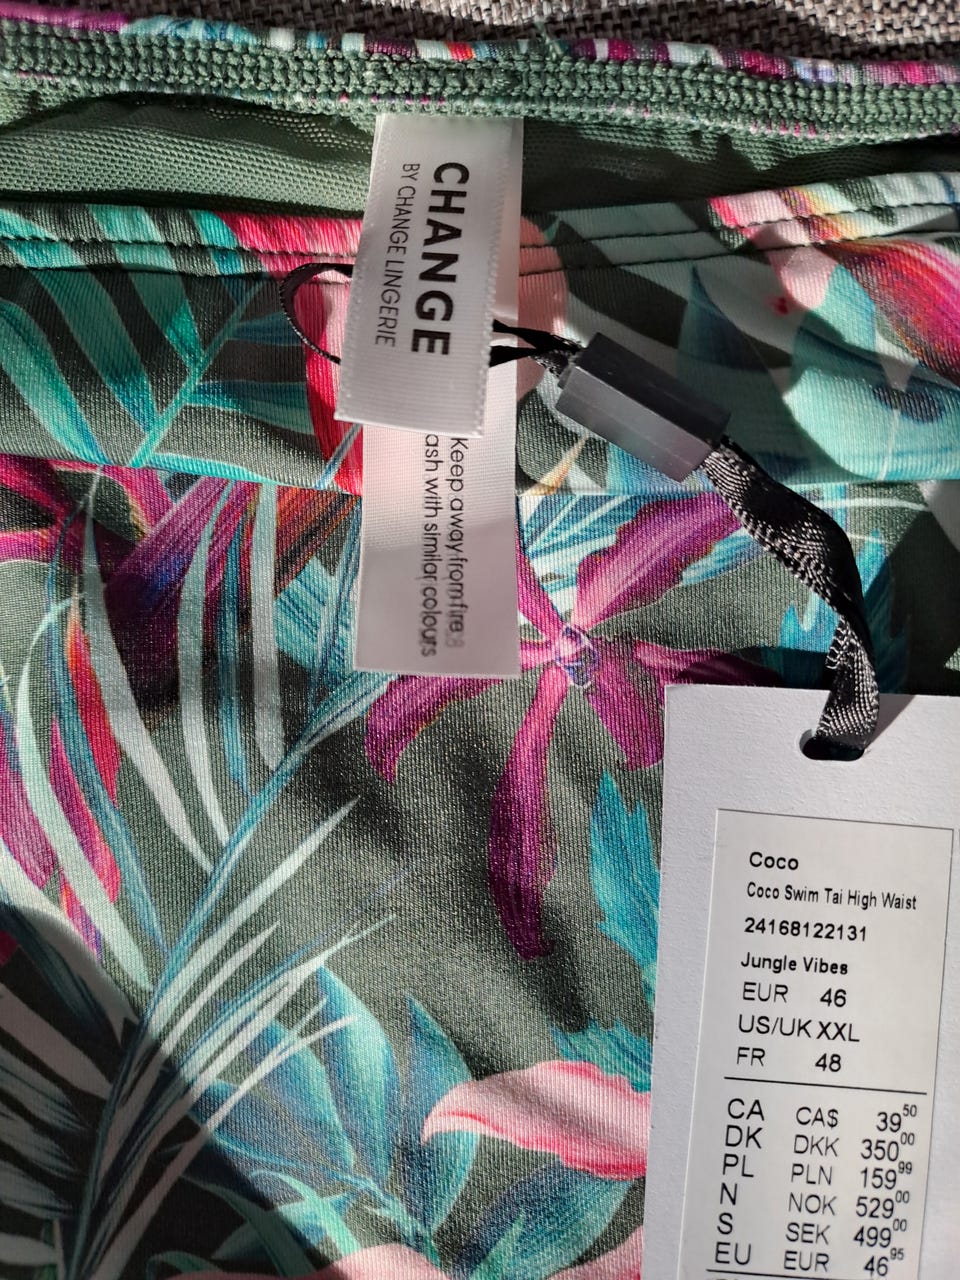 CHANGE
BY CHANGE LINGERIE
Keep away from fire
ash with similar colours
Coco
Coco Swim Tai High Waist
24168122131
Jungle Vibes
EUR 46
US/UK XXL
FR 48
CA CA$ 39⁵⁰
DK DKK 350⁰⁰
PL PLN 159⁹⁹
N NOK 529⁰⁰
S SEK 499⁰⁰
EU EUR 46⁹⁵